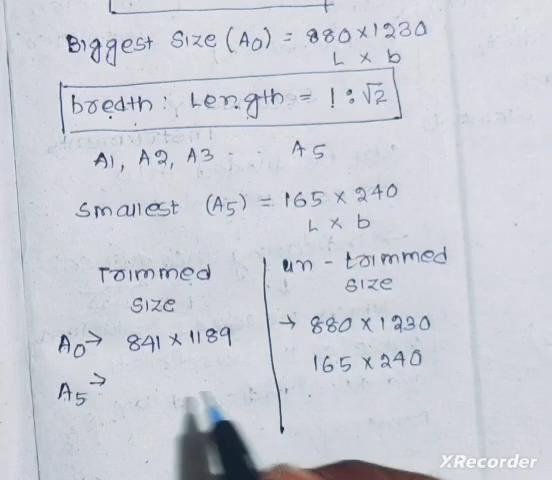 Biggest Size (A0) = 880 x 1230
L x b
breadth : Length = 1 : √2
A1, A2, A3 - - A5
Smallest (A5) = 165 x 240
L x b
Trimmed
Size
A0 → 841 x 1189
A5 →
un - trimmed
size
→ 880 x 1230
165 x 240
XRecorder